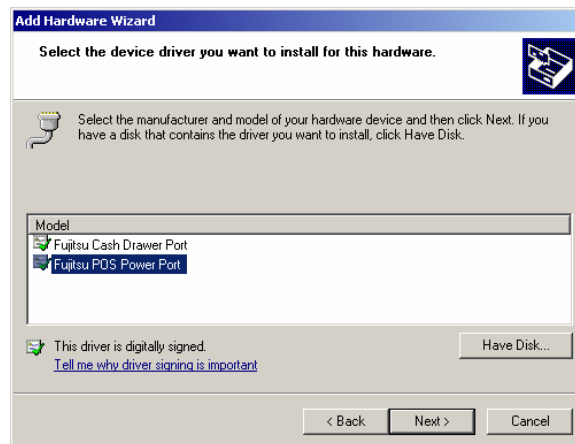 Add Hardware Wizard
Select the device driver you want to install for this hardware.
Select the manufacturer and model of your hardware device and then click Next. If you
have a disk that contains the driver you want to install, click Have Disk.
Model
Fujitsu Cash Drawer Port
Fujitsu POS Power Port
This driver is digitally signed.
Have Disk...
Tell me why driver signing is important
< Back
Next >
Cancel